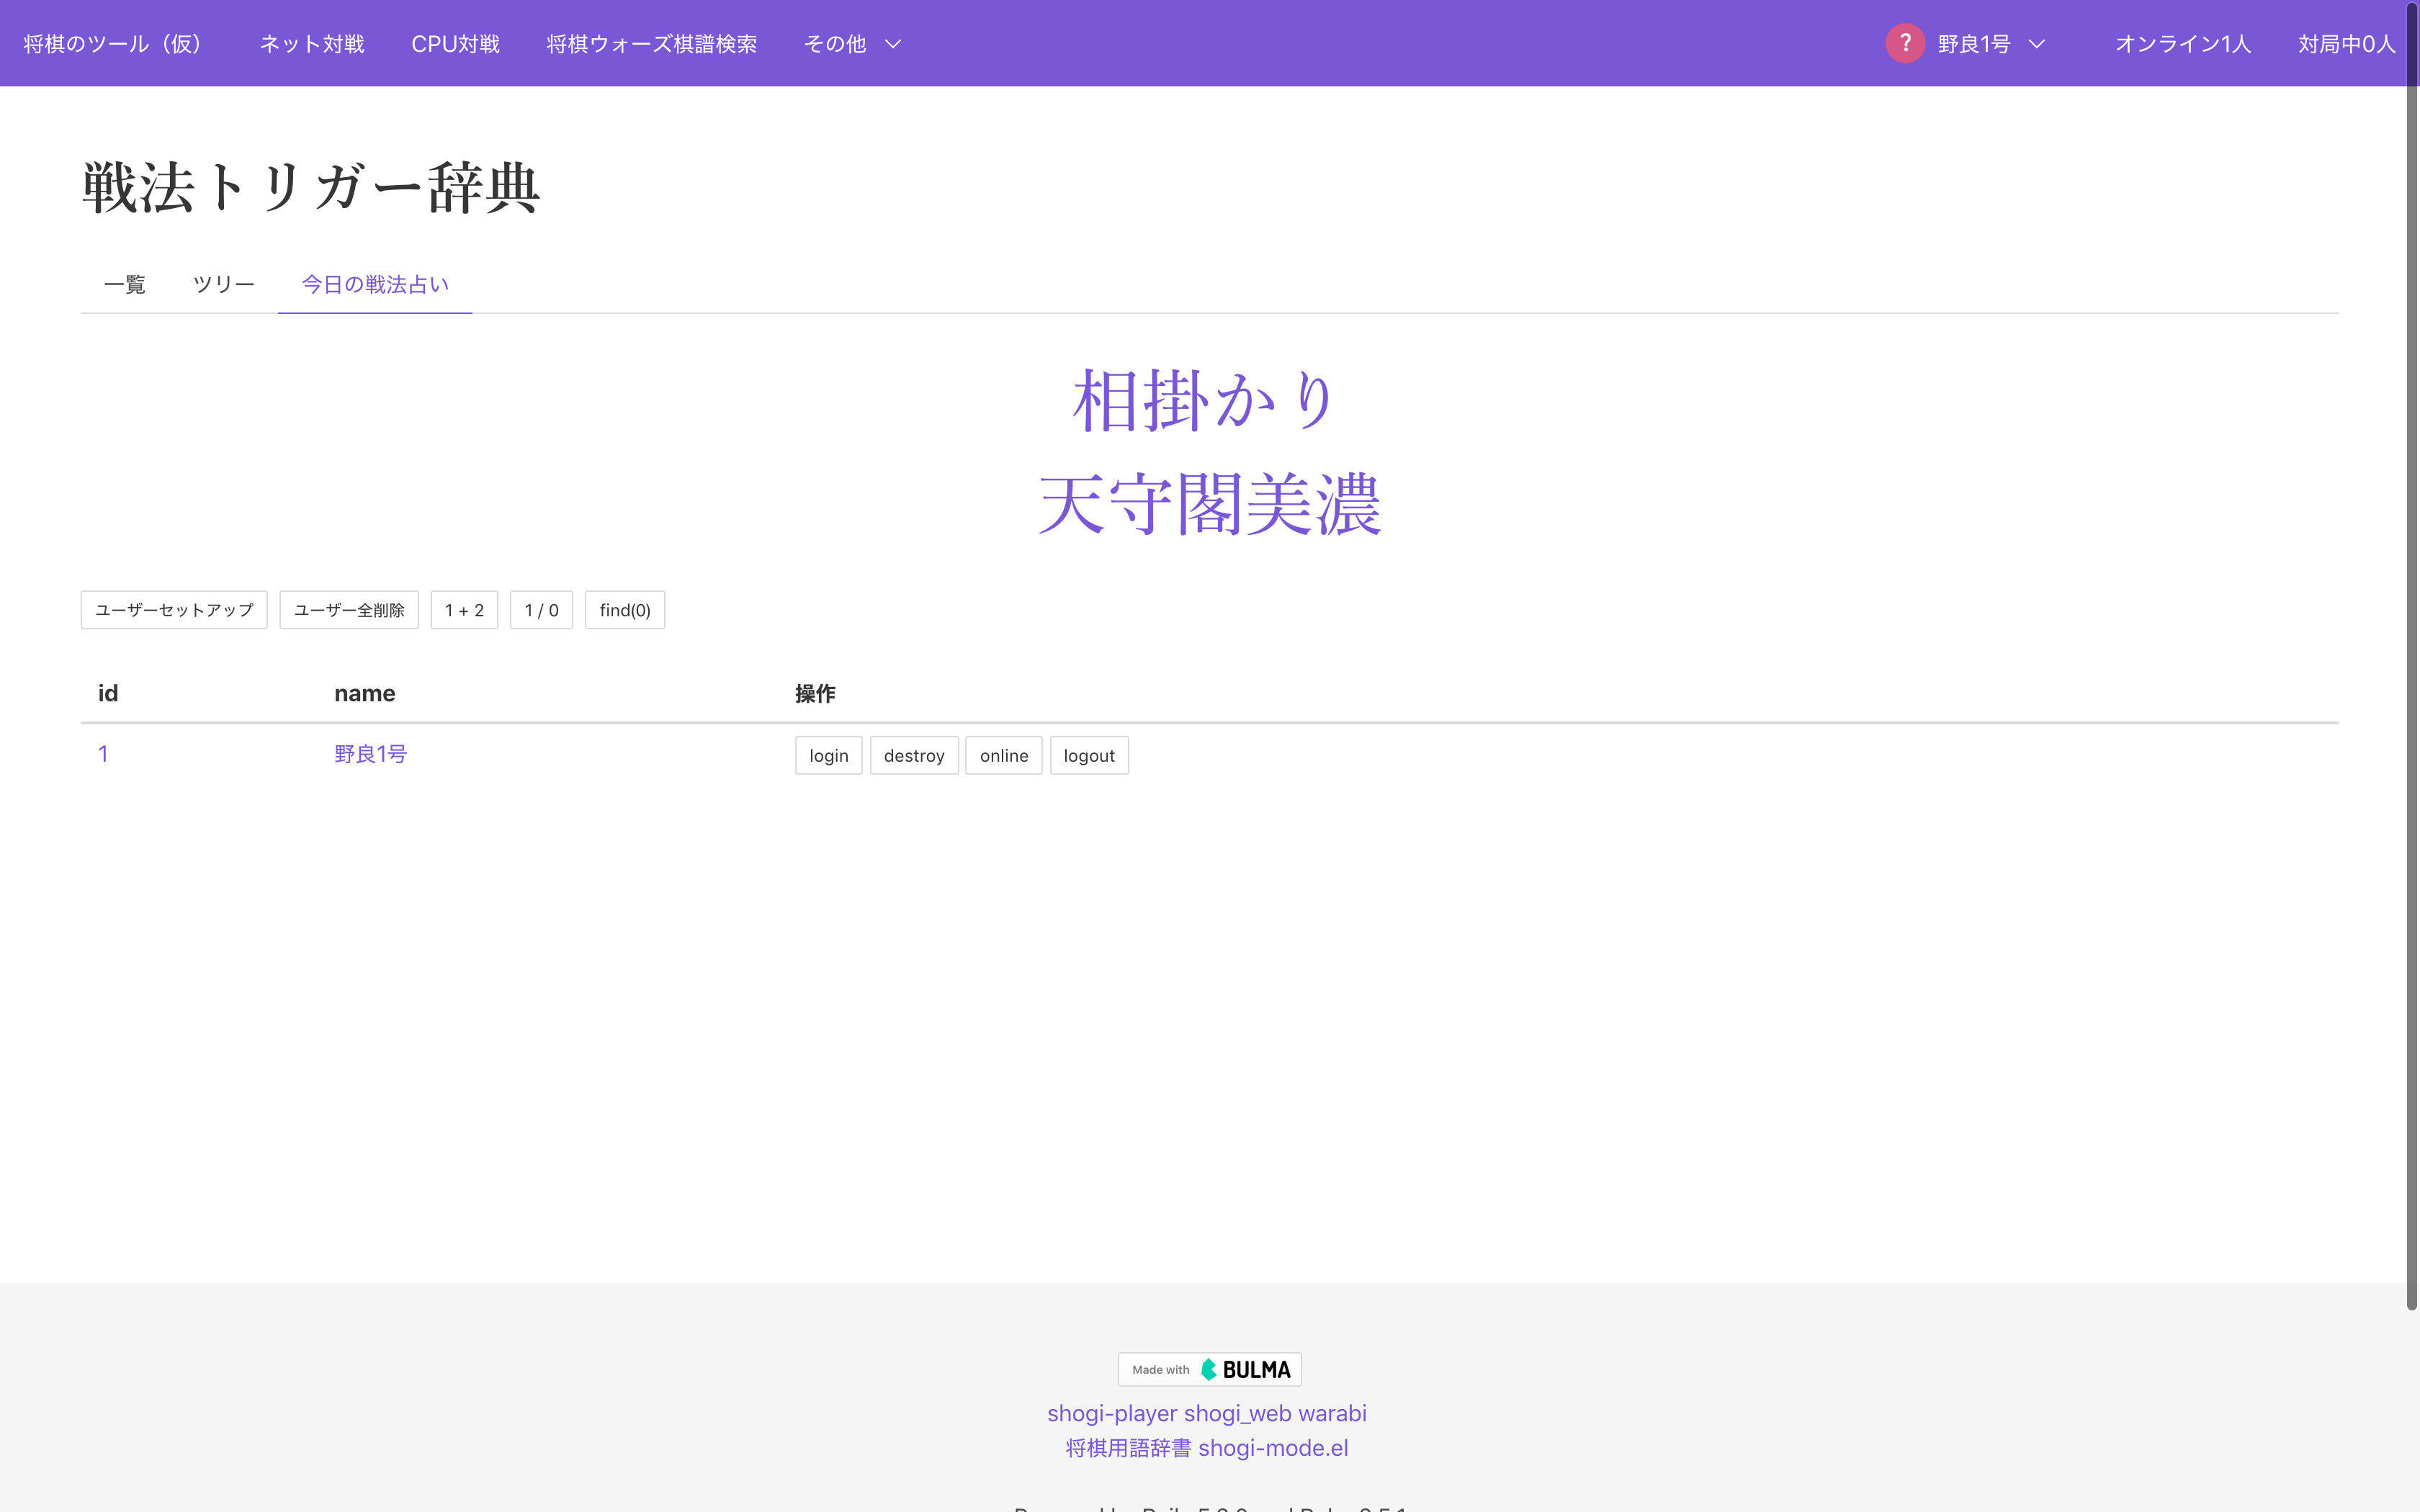 将棋のツール（仮） ネット対戦 CPU対戦 将棋ウォーズ棋譜検索 その他 ? 野良1号 オンライン1人 対局中0人
戦法トリガー辞典
一覧 ツリー 今日の戦法占い
相掛かり
天守閣美濃
ユーザーセットアップ ユーザー全削除 1 + 2 1 / 0 find(0)
id name 操作
1 野良1号 login destroy online logout
Made with BULMA
shogi-player shogi_web warabi
将棋用語辞書 shogi-mode.el